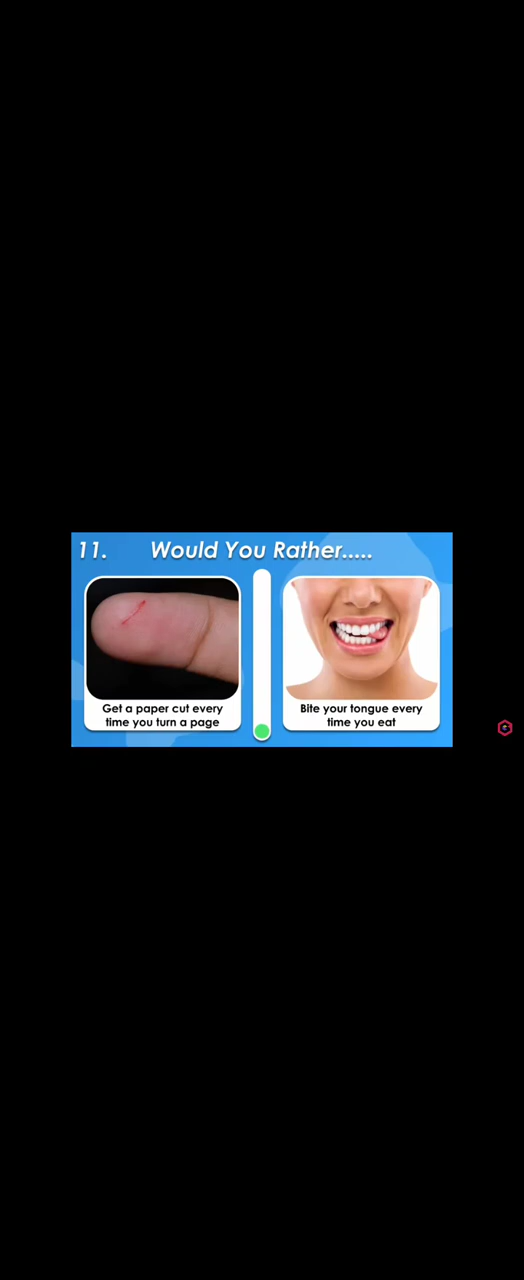 11. Would You Rather.....
Get a paper cut every
time you turn a page
Bite your tongue every
time you eat